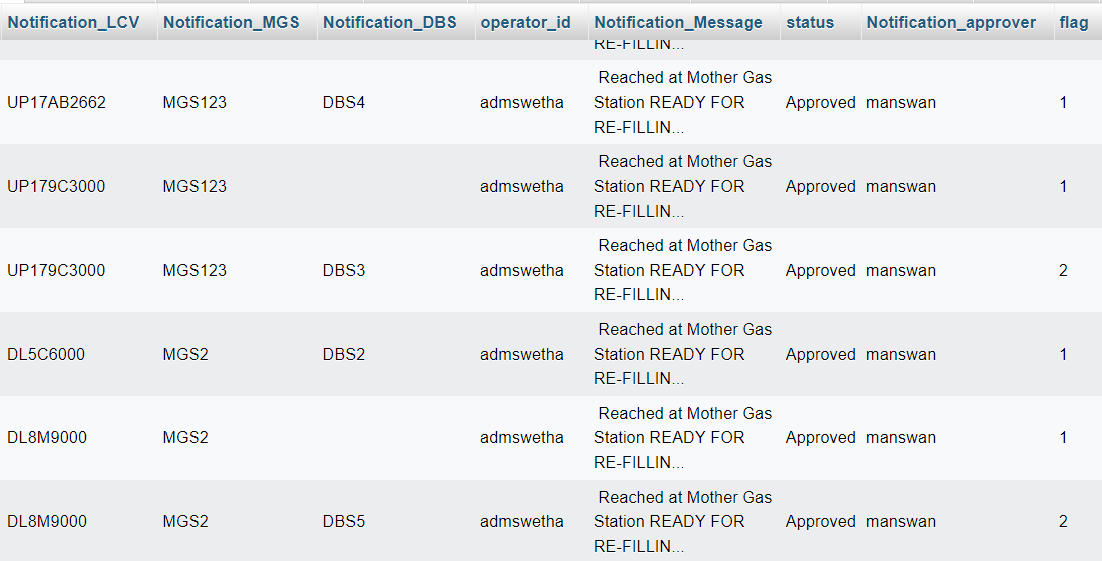 Notification_LCV Notification_MGS Notification_DBS operator_id Notification_Message status Notification_approver flag
RE-FILLIN...
Reached at Mother Gas
UP17AB2662 MGS123 DBS4 admswetha Station READY FOR Approved manswan 1
RE-FILLIN...
Reached at Mother Gas
UP179C3000 MGS123 admswetha Station READY FOR Approved manswan 1
RE-FILLIN...
Reached at Mother Gas
UP179C3000 MGS123 DBS3 admswetha Station READY FOR Approved manswan 2
RE-FILLIN...
Reached at Mother Gas
DL5C6000 MGS2 DBS2 admswetha Station READY FOR Approved manswan 1
RE-FILLIN...
Reached at Mother Gas
DL8M9000 MGS2 admswetha Station READY FOR Approved manswan 1
RE-FILLIN...
Reached at Mother Gas
DL8M9000 MGS2 DBS5 admswetha Station READY FOR Approved manswan 2
RE-FILLIN...